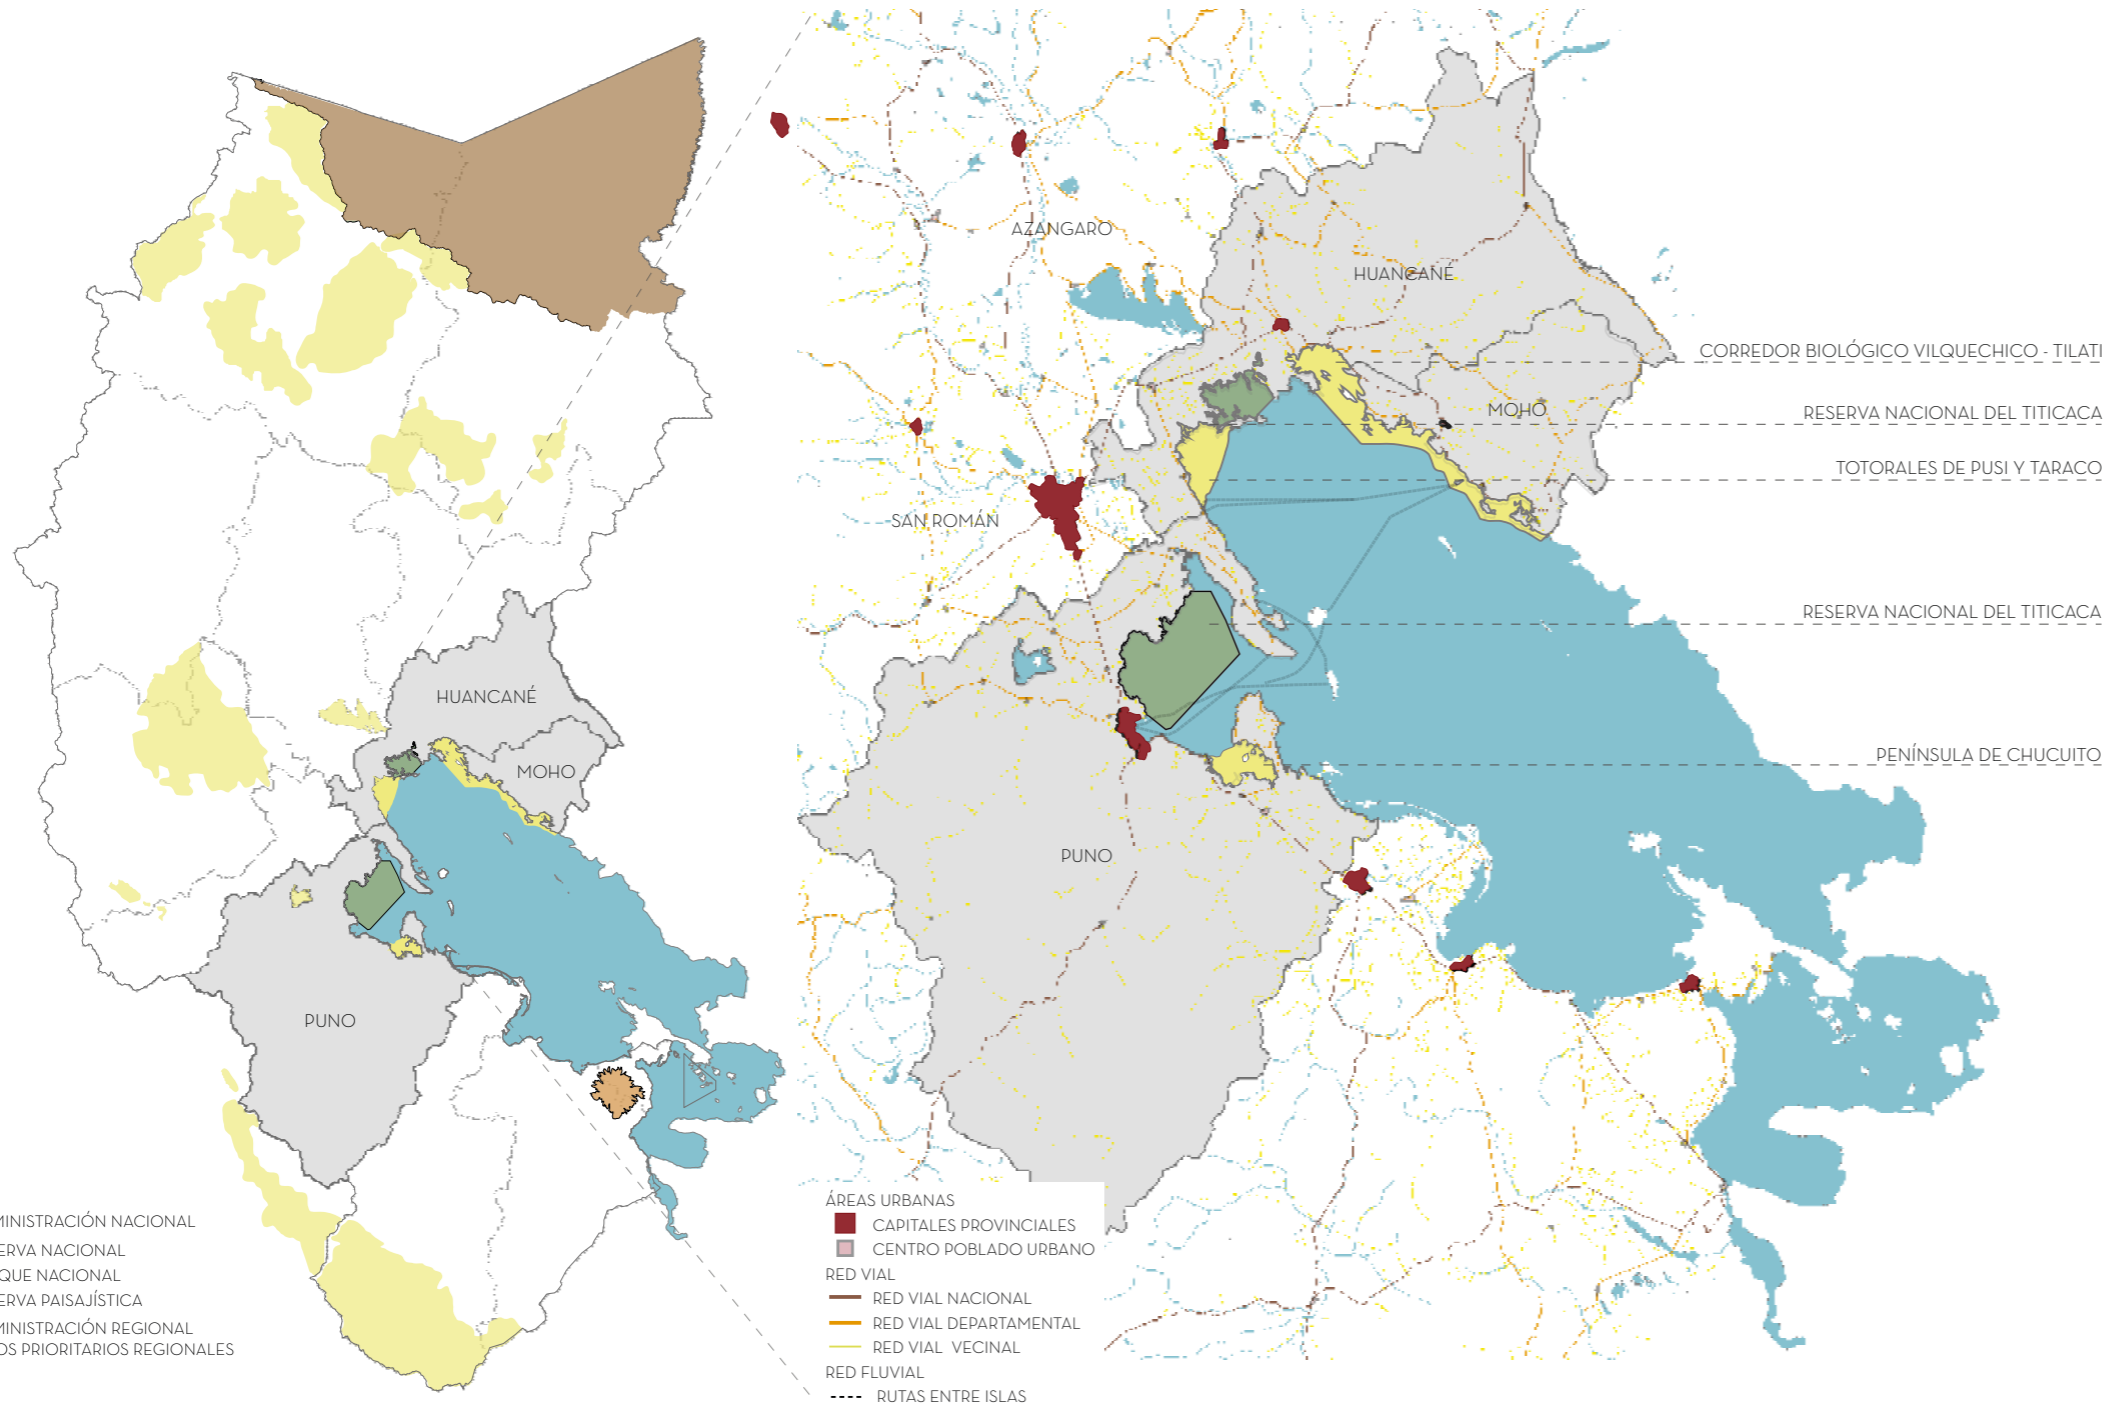 HUANCANÉ
MOHO
PUNO
MINISTRACIÓN NACIONAL
ERVA NACIONAL
QUE NACIONAL
ERVA PAISAJÍSTICA
MINISTRACIÓN REGIONAL
OS PRIORITARIOS REGIONALES
AZÁNGARO
HUANCANÉ
MOHO
SAN ROMÁN
PUNO
CORREDOR BIOLÓGICO VILQUECHICO - TILATI
RESERVA NACIONAL DEL TITICACA
TOTORALES DE PUSI Y TARACO
RESERVA NACIONAL DEL TITICACA
PENÍNSULA DE CHUCUITO
ÁREAS URBANAS
CAPITALES PROVINCIALES
CENTRO POBLADO URBANO
RED VIAL
RED VIAL NACIONAL
RED VIAL DEPARTAMENTAL
RED VIAL VECINAL
RED FLUVIAL
RUTAS ENTRE ISLAS